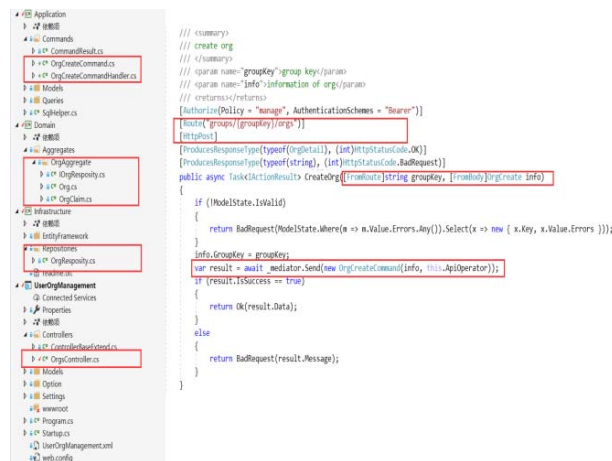 Application
依赖项
Commands
CommandResult.cs
OrgCreateCommand.cs
OrgCreateCommandHandler.cs
Models
Queries
SqlHelper.cs
Domain
依赖项
Aggregates
OrgAggregate
IOrgResposity.cs
Org.cs
OrgClaim.cs
Infrastructure
依赖项
EntityFramework
Repositories
OrgResposity.cs
readme.txt
UserOrgManagement
Connected Services
Properties
依赖项
Controllers
ControllerBaseExtend.cs
OrgsController.cs
Models
Option
Settings
wwwroot
Program.cs
Startup.cs
UserOrgManagement.xml
web.config
/// <summary>
/// create org
/// </summary>
/// <param name="groupKey">group key</param>
/// <param name="info">information of org</param>
/// <returns></returns>
[Authorize(Policy = "manage", AuthenticationSchemes = "Bearer")]
[Route("groups/{groupKey}/orgs")]
[HttpPost]
[ProducesResponseType(typeof(OrgDetail), (int)HttpStatusCode.OK)]
[ProducesResponseType(typeof(string), (int)HttpStatusCode.BadRequest)]
public async Task<IActionResult> CreateOrg([FromRoute]string groupKey, [FromBody]OrgCreate info)
{
if (!ModelState.IsValid)
{
return BadRequest(ModelState.Where(m => m.Value.Errors.Any()).Select(x => new { x.Key, x.Value.Errors }));
}
info.GroupKey = groupKey;
var result = await _mediator.Send(new OrgCreateCommand(info, this.ApiOperator));
if (result.IsSuccess == true)
{
return Ok(result.Data);
}
else
{
return BadRequest(result.Message);
}
}